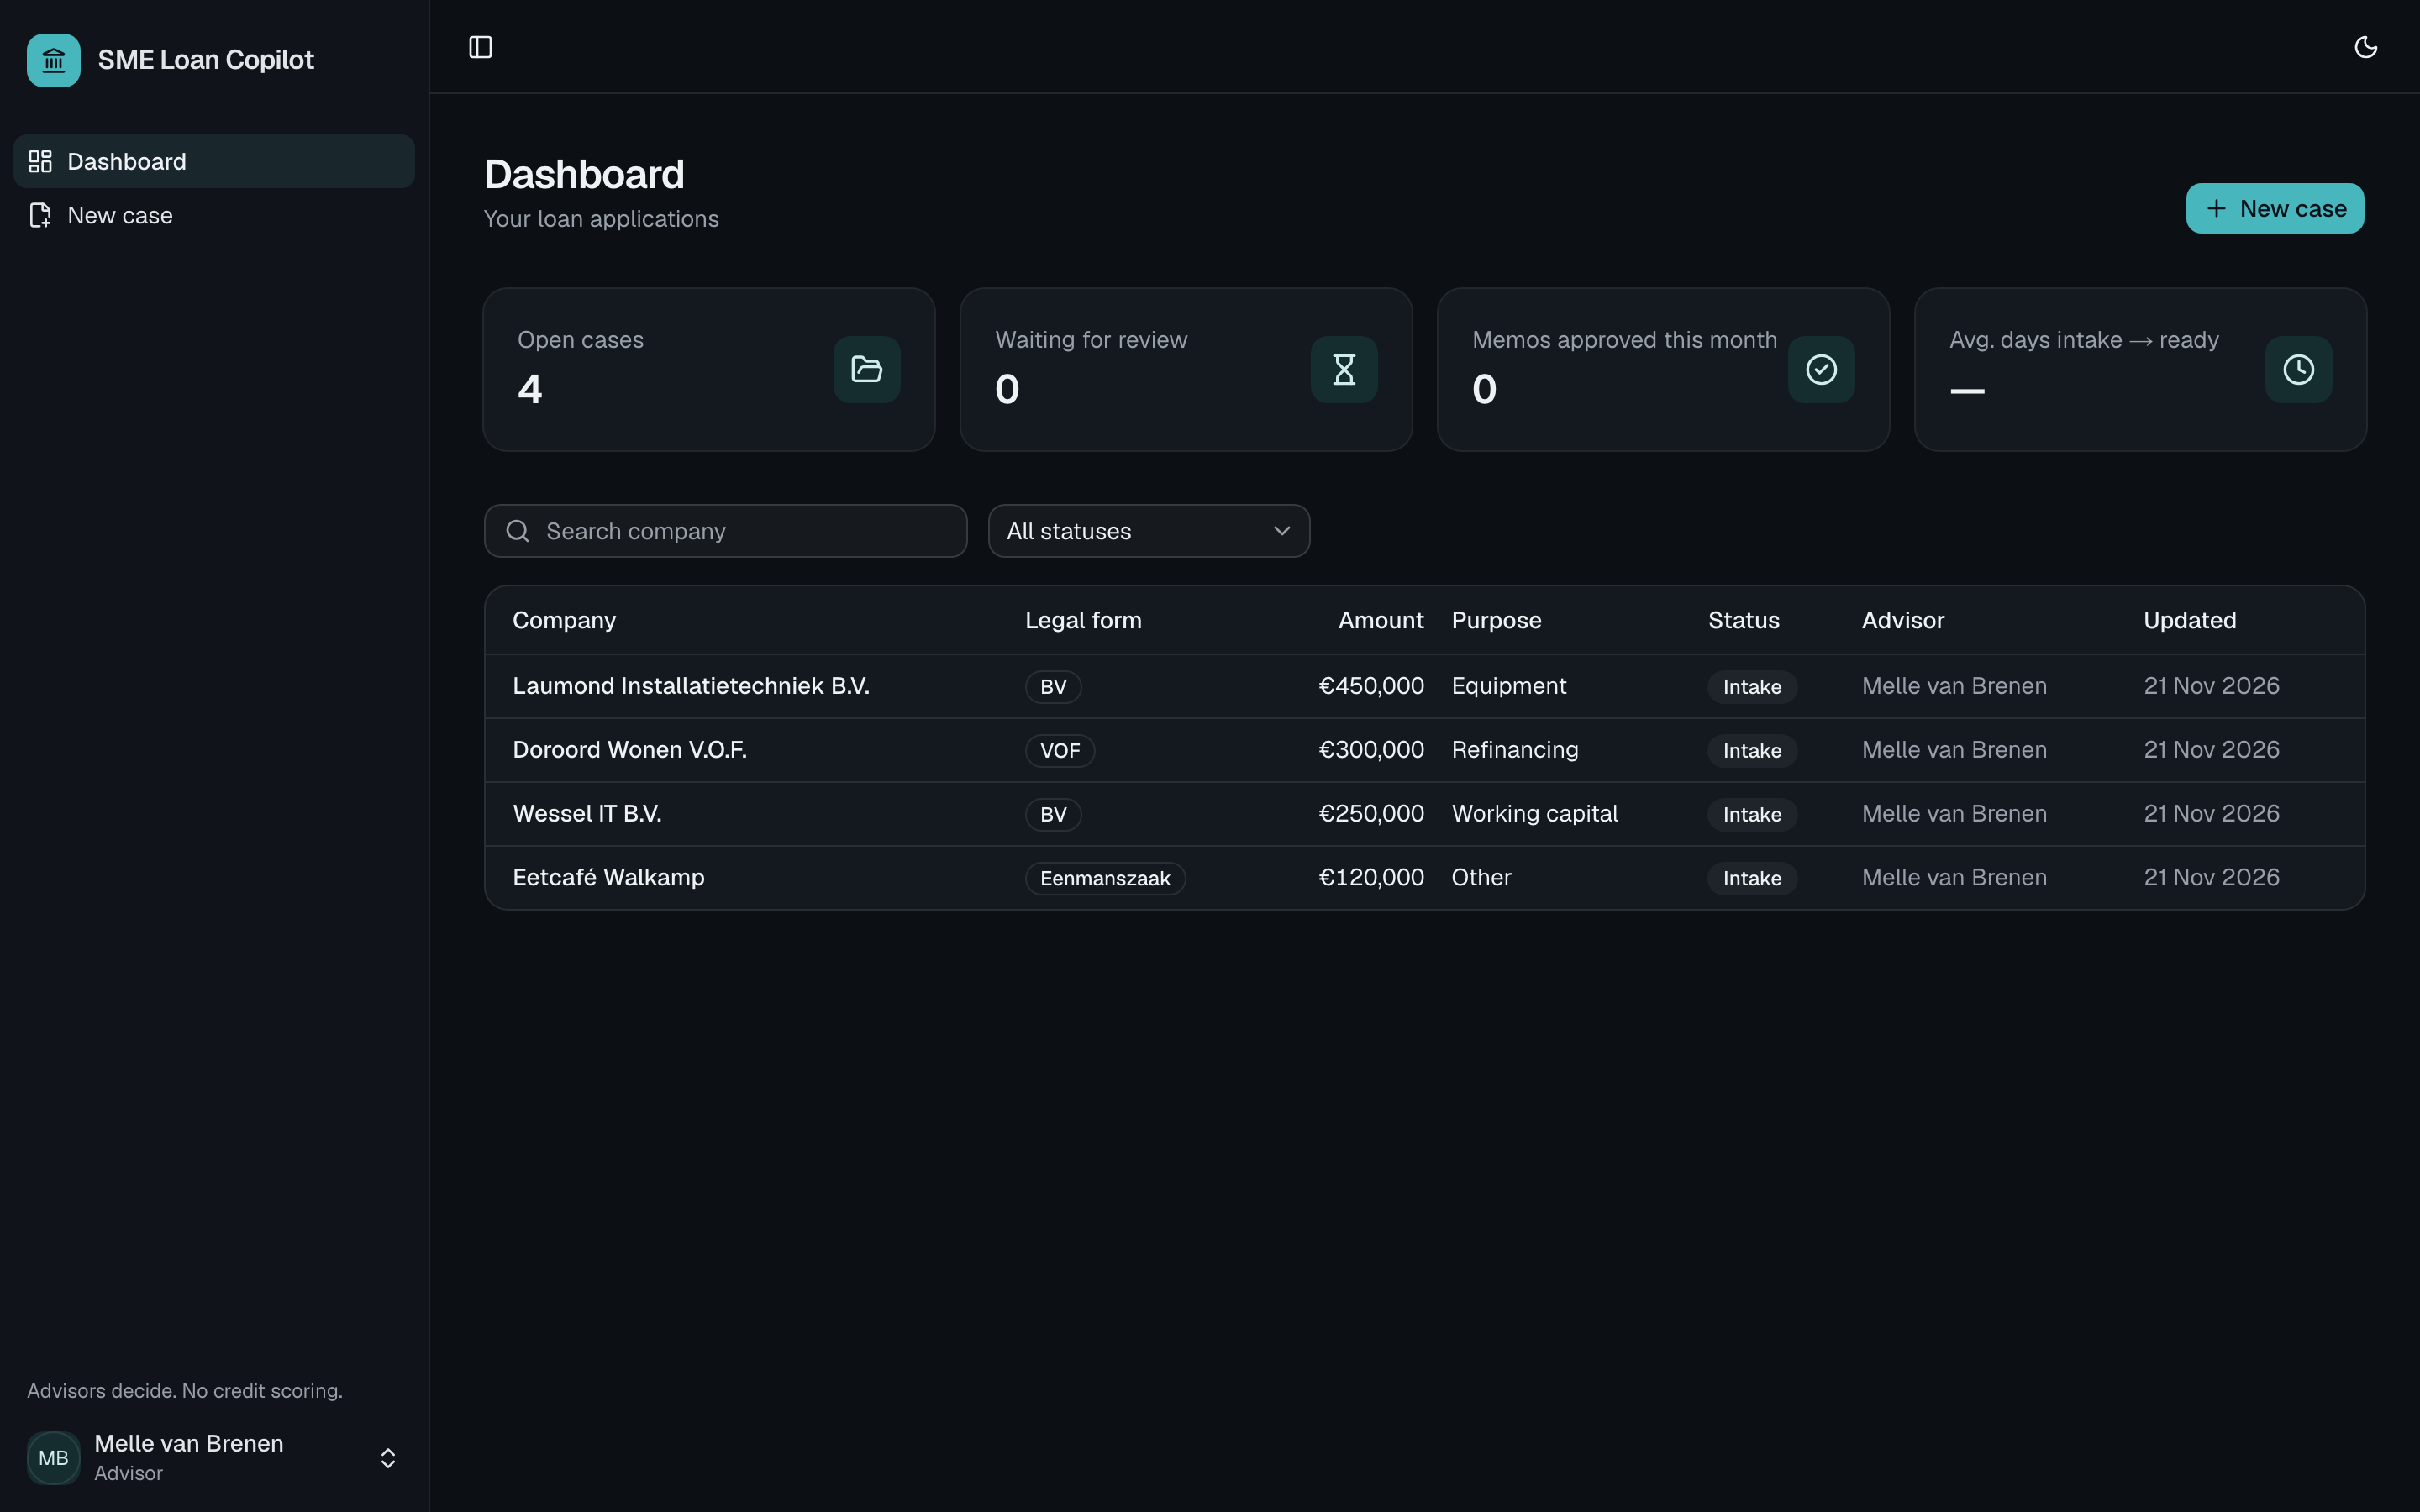 SME Loan Copilot
Dashboard
New case
Advisors decide. No credit scoring.
MB
Melle van Brenen
Advisor
Dashboard
Your loan applications
New case
Open cases
4
Waiting for review
0
Memos approved this month
0
Avg. days intake → ready
—
Search company
All statuses
Company Legal form Amount Purpose Status Advisor Updated
Laumond Installatietechniek B.V. BV €450,000 Equipment Intake Melle van Brenen 21 Nov 2026
Doroord Wonen V.O.F. VOF €300,000 Refinancing Intake Melle van Brenen 21 Nov 2026
Wessel IT B.V. BV €250,000 Working capital Intake Melle van Brenen 21 Nov 2026
Eetcafé Walkamp Eenmanszaak €120,000 Other Intake Melle van Brenen 21 Nov 2026